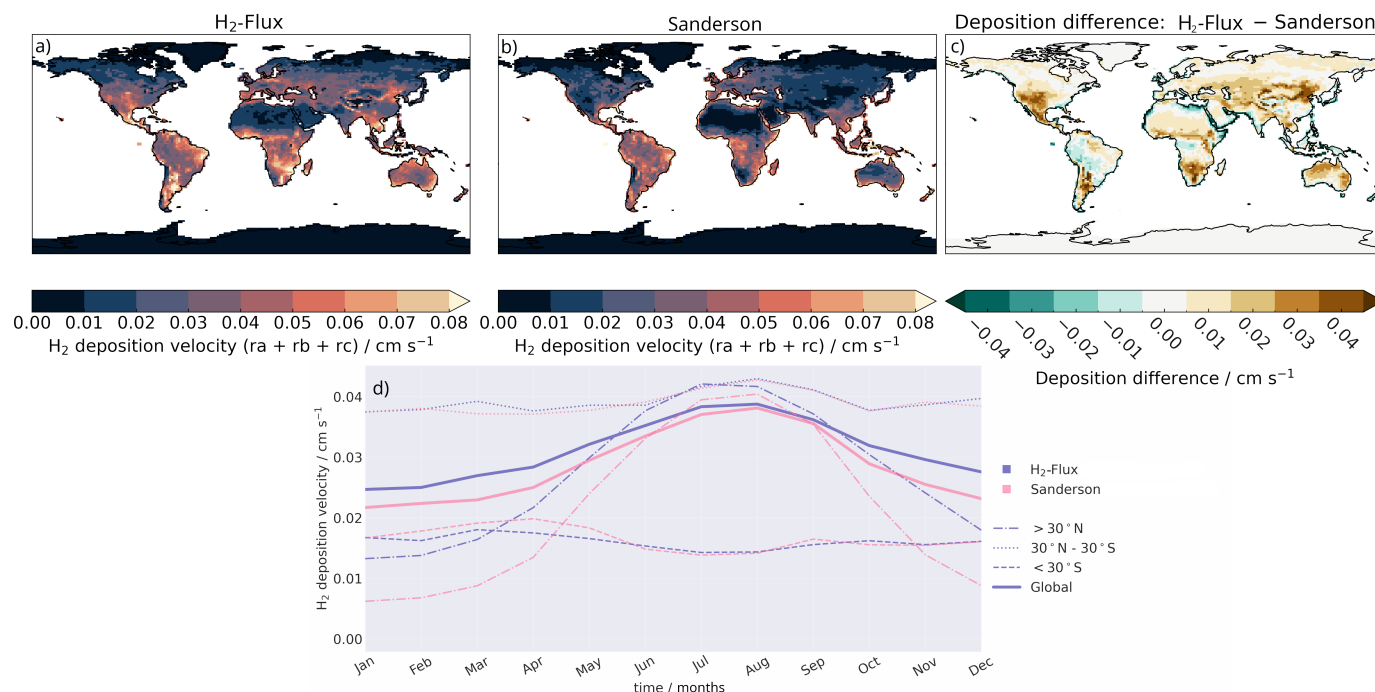 H₂-Flux
Sanderson
Deposition difference: H₂-Flux − Sanderson
a)
b)
c)
0.00 0.01 0.02 0.03 0.04 0.05 0.06 0.07 0.08
H₂ deposition velocity (ra + rb + rc) / cm s⁻¹
0.00 0.01 0.02 0.03 0.04 0.05 0.06 0.07 0.08
H₂ deposition velocity (ra + rb + rc) / cm s⁻¹
−0.04 −0.03 −0.02 −0.01 0.00 0.01 0.02 0.03 0.04
Deposition difference / cm s⁻¹
d)
H₂ deposition velocity / cm s⁻¹
0.04
0.03
0.02
0.01
0.00
Jan Feb Mar Apr May Jun Jul Aug Sep Oct Nov Dec
time / months
H₂-Flux
Sanderson
> 30°N
30°N - 30°S
< 30°S
Global